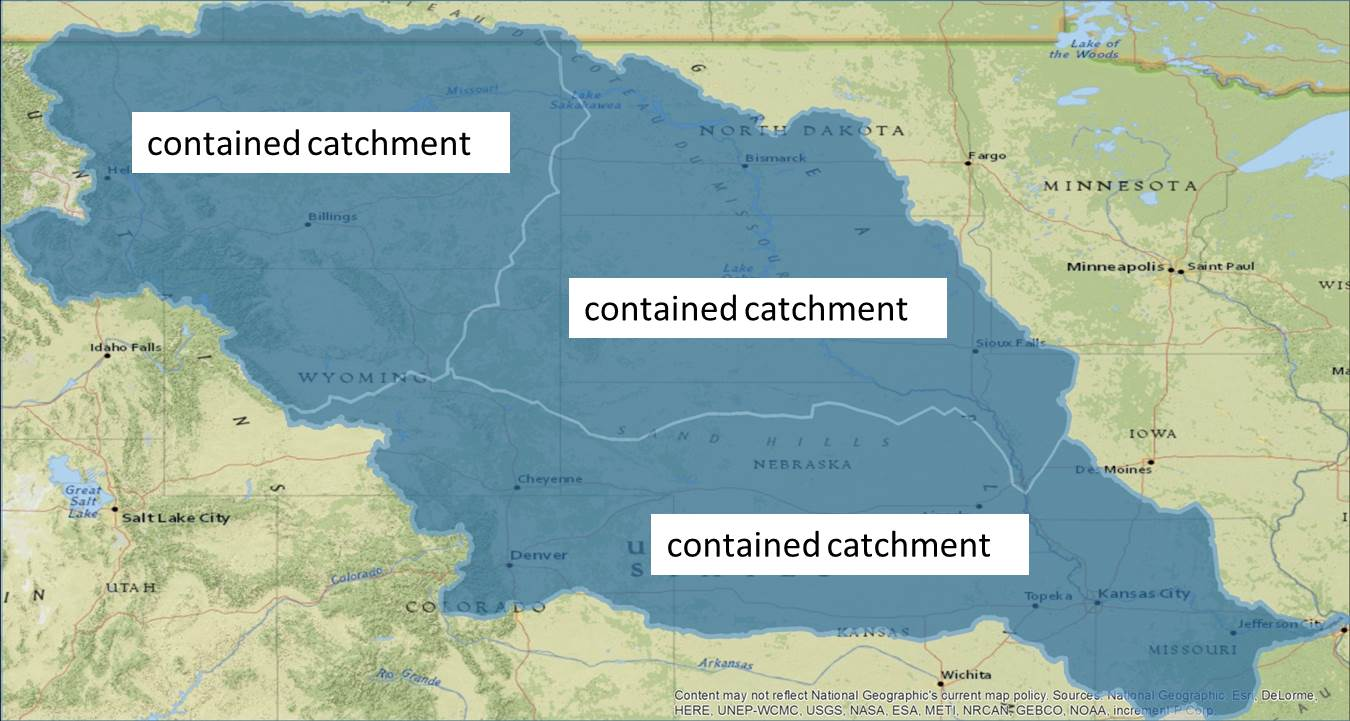 Lake of
the Woods
Missouri
Lake
Sakakawea
NORTH DAKOTA
contained catchment
Bismarck
Fargo
MINNESOTA
Hel
Billings
Lake
Minneapolis
Saint Paul
WIS
contained catchment
Sioux Falls
Idaho Falls
WYOMING
Ma
SAND HILLS
IOWA
NEBRASKA
Des Moines
Cheyenne
Great
Salt
Lake
Salt Lake City
contained catchment
Denver
UTAH
Colorado
COLORADO
Topeka
Kansas City
Jefferson City
KANSAS
MISSOURI
Arkansas
Rio Grande
Wichita
Content may not reflect National Geographic's current map policy. Sources: National Geographic, Esri, DeLorme,
HERE, UNEP-WCMC, USGS, NASA, ESA, METI, NRCAN, GEBCO, NOAA, increment P Corp.